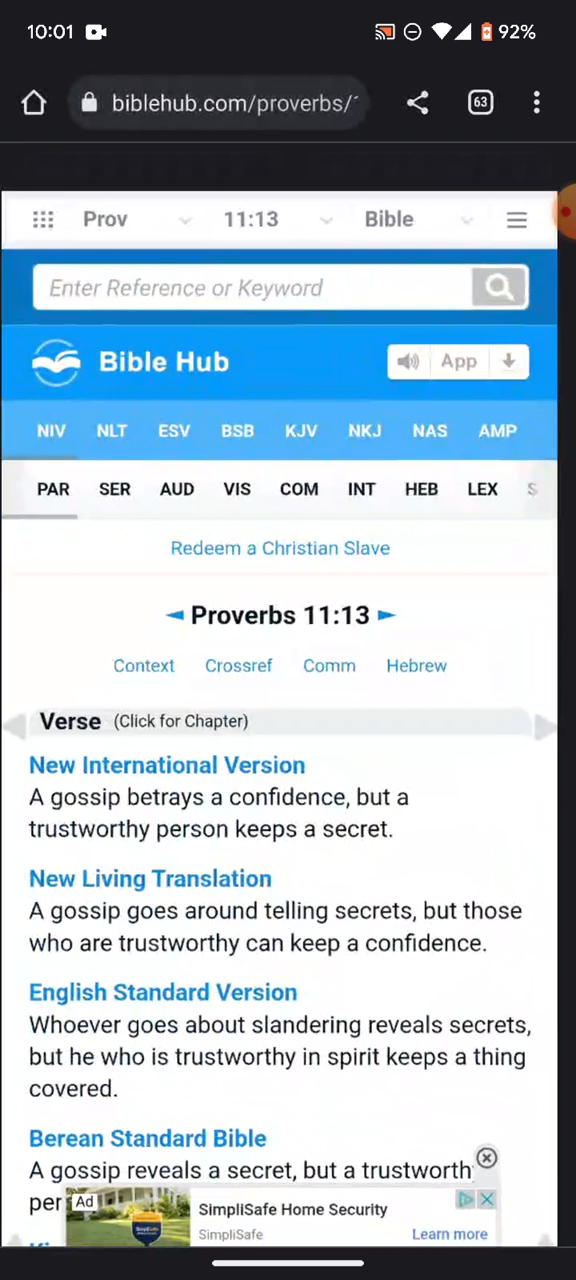 10:01 92%
biblehub.com/proverbs/ 63
Prov 11:13 Bible
Enter Reference or Keyword
Bible Hub App
NIV NLT ESV BSB KJV NKJ NAS AMP
PAR SER AUD VIS COM INT HEB LEX S
Redeem a Christian Slave
Proverbs 11:13
Context Crossref Comm Hebrew
Verse (Click for Chapter)
New International Version
A gossip betrays a confidence, but a
trustworthy person keeps a secret.
New Living Translation
A gossip goes around telling secrets, but those
who are trustworthy can keep a confidence.
English Standard Version
Whoever goes about slandering reveals secrets,
but he who is trustworthy in spirit keeps a thing
covered.
Berean Standard Bible
A gossip reveals a secret, but a trustworth
per
Ad
SimpliSafe Home Security
SimpliSafe Learn more